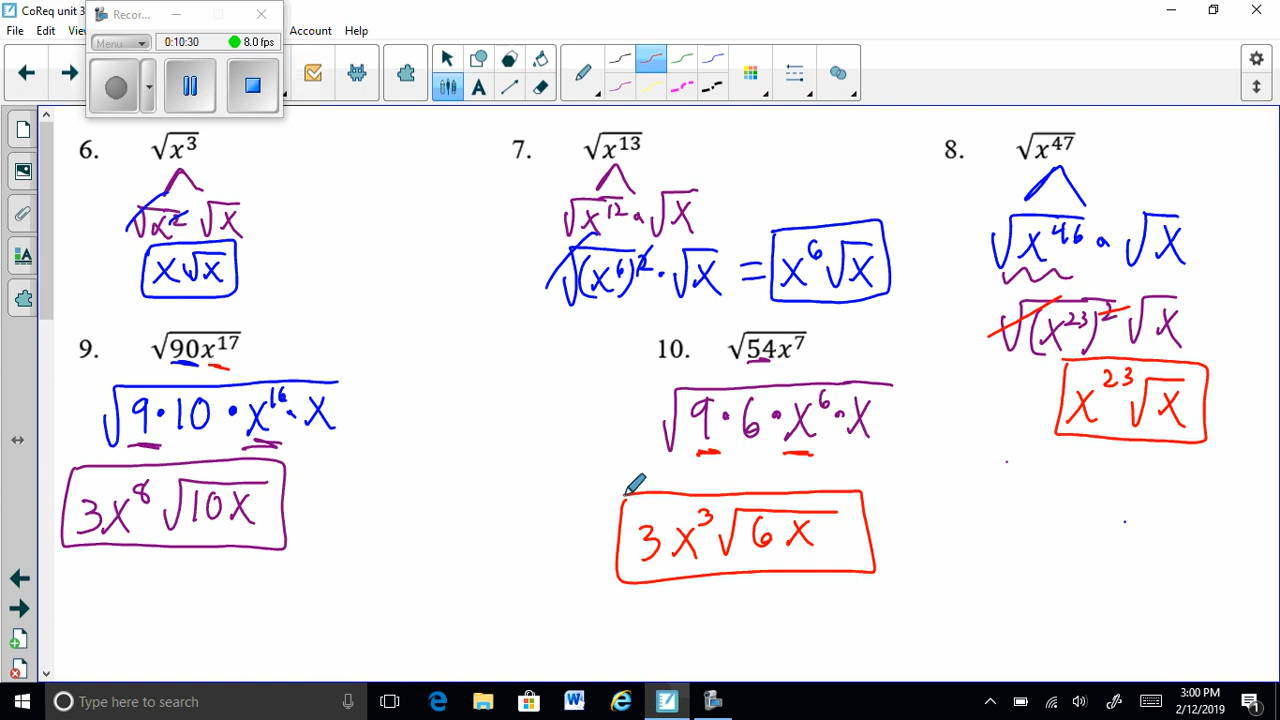 CoReq unit 3
Recor...
File Edit Vie Account Help
Menu 0:10:30 8.0 fps
6. √x³
√x² √x
x√x
7. √x¹³
√x¹² · √x
√(x⁶)² · √x = x⁶√x
8. √x⁴⁷
√x⁴⁶ · √x
√(x²³)² √x
x²³√x
9. √90x¹⁷
√9·10·x¹⁶·x
3x⁸√10x
10. √54x⁷
√9·6·x⁶·x
3x³√6x
Type here to search
3:00 PM
2/12/2019